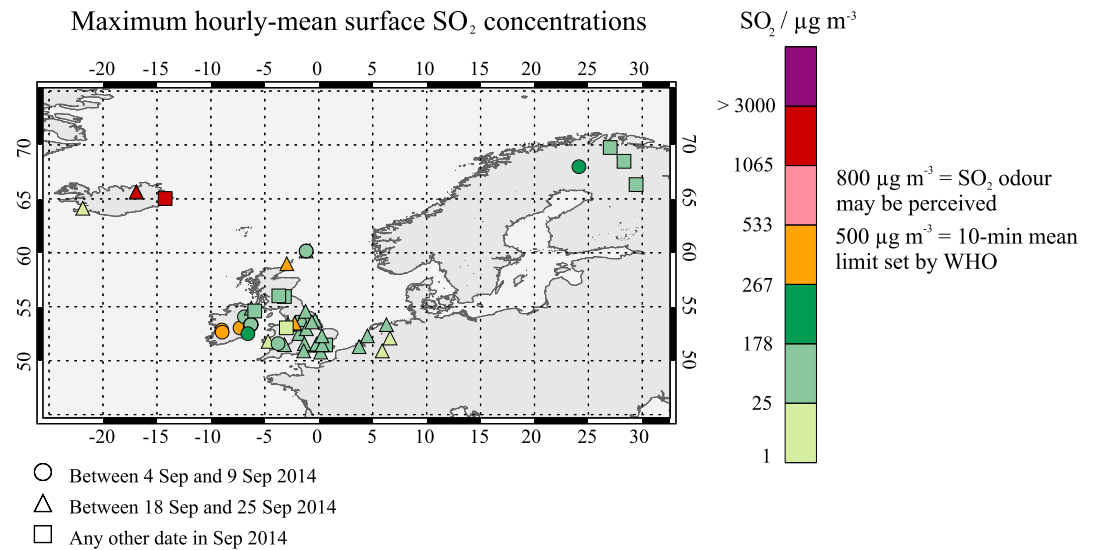 Maximum hourly-mean surface SO₂ concentrations
SO₂ / µg m⁻³
-20 -15 -10 -5 0 5 10 15 20 25 30
70 70
65 65
60 60
55 55
50 50
-20 -15 -10 -5 0 5 10 15 20 25 30
> 3000
1065
533
267
178
25
1
800 µg m⁻³ = SO₂ odour
may be perceived
500 µg m⁻³ = 10-min mean
limit set by WHO
Between 4 Sep and 9 Sep 2014
Between 18 Sep and 25 Sep 2014
Any other date in Sep 2014